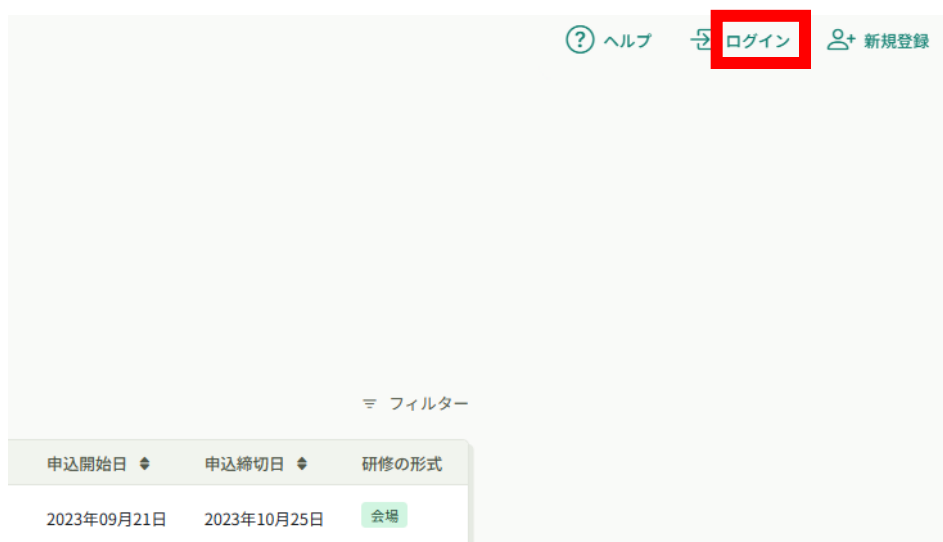 ヘルプ ログイン 新規登録
フィルター
申込開始日 申込締切日 研修の形式
2023年09月21日 2023年10月25日 会場